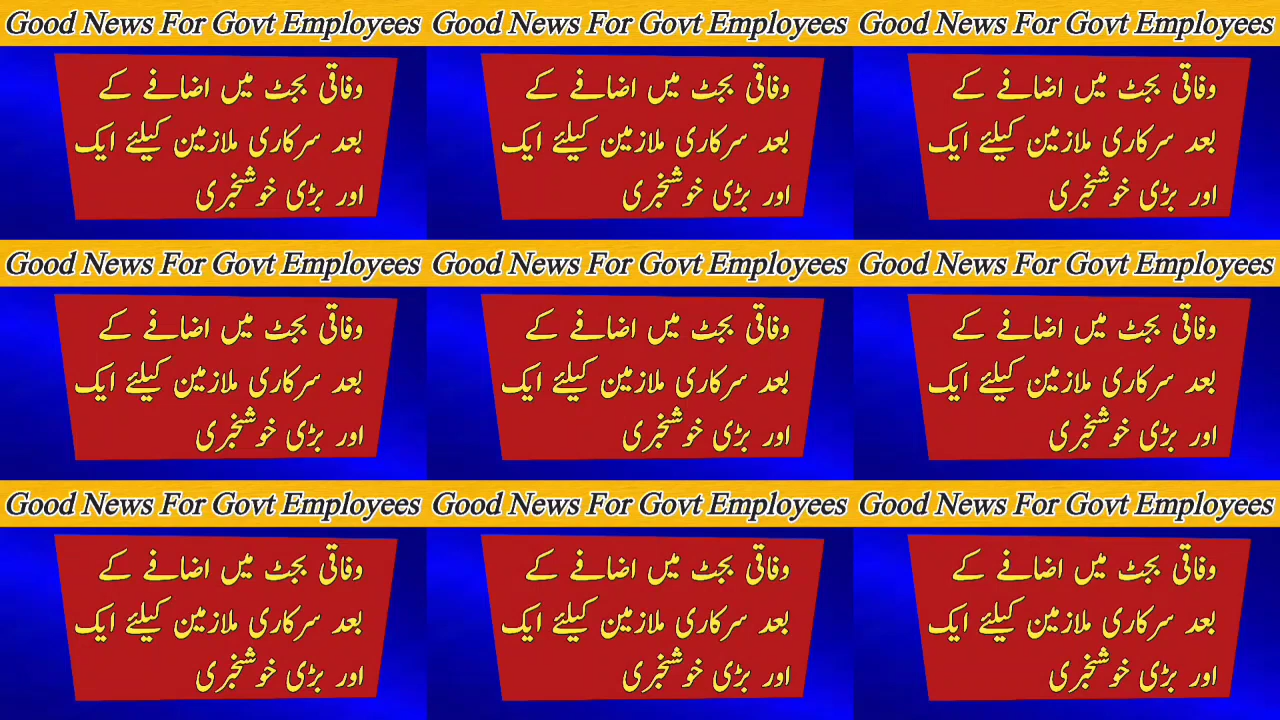 Good News For Govt Employees Good News For Govt Employees Good News For Govt Employees
وفاقی بجٹ میں اضافے کے
بعد سرکاری ملازمین کیلئے ایک
اور بڑی خوشخبری
وفاقی بجٹ میں اضافے کے
بعد سرکاری ملازمین کیلئے ایک
اور بڑی خوشخبری
وفاقی بجٹ میں اضافے کے
بعد سرکاری ملازمین کیلئے ایک
اور بڑی خوشخبری
Good News For Govt Employees Good News For Govt Employees Good News For Govt Employees
وفاقی بجٹ میں اضافے کے
بعد سرکاری ملازمین کیلئے ایک
اور بڑی خوشخبری
وفاقی بجٹ میں اضافے کے
بعد سرکاری ملازمین کیلئے ایک
اور بڑی خوشخبری
وفاقی بجٹ میں اضافے کے
بعد سرکاری ملازمین کیلئے ایک
اور بڑی خوشخبری
Good News For Govt Employees Good News For Govt Employees Good News For Govt Employees
وفاقی بجٹ میں اضافے کے
بعد سرکاری ملازمین کیلئے ایک
اور بڑی خوشخبری
وفاقی بجٹ میں اضافے کے
بعد سرکاری ملازمین کیلئے ایک
اور بڑی خوشخبری
وفاقی بجٹ میں اضافے کے
بعد سرکاری ملازمین کیلئے ایک
اور بڑی خوشخبری